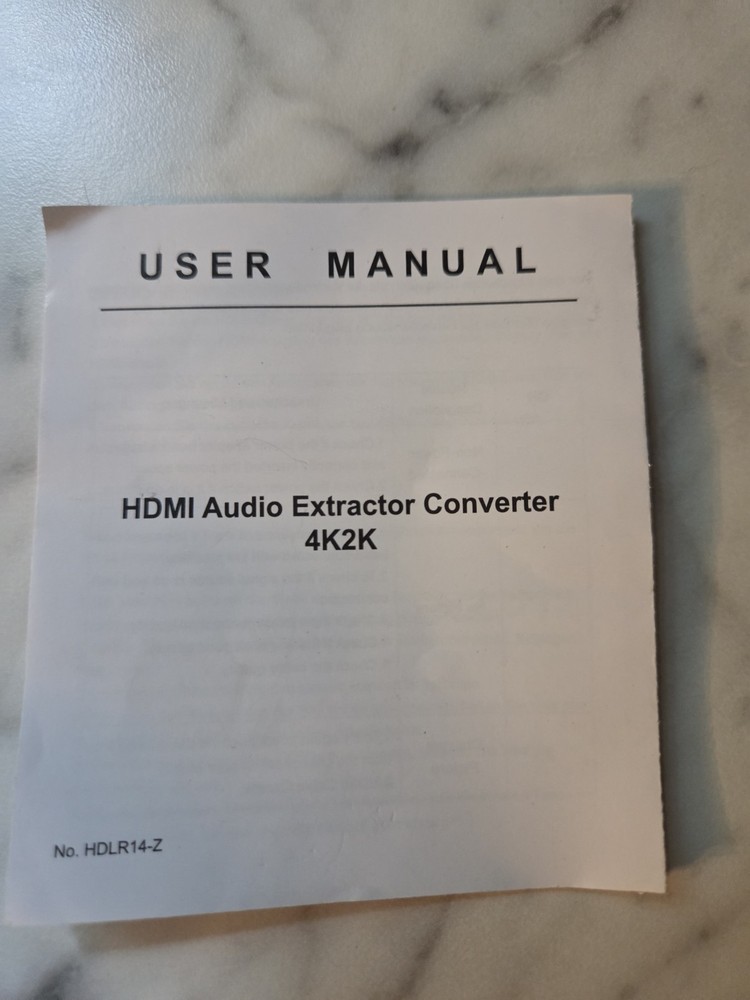 USER MANUAL
HDMI Audio Extractor Converter
4K2K
No. HDLR14-Z